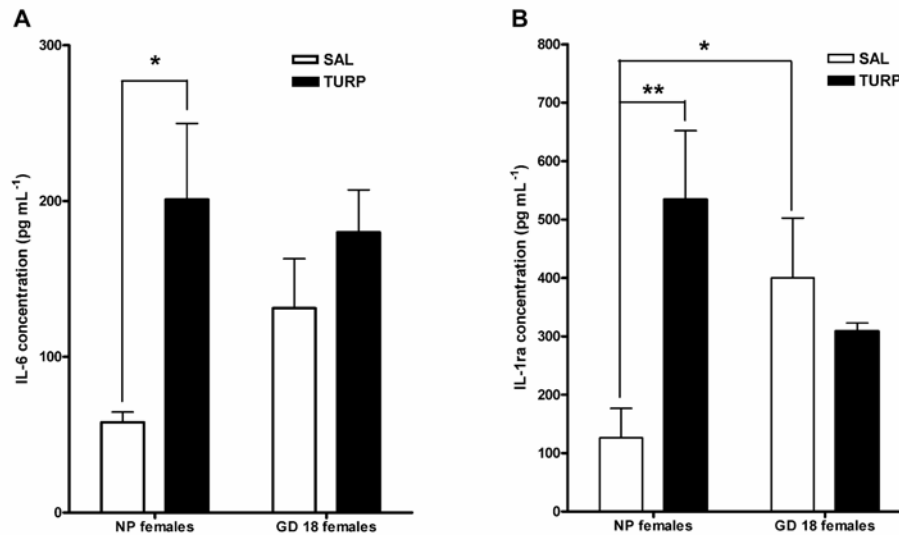 A
300
200
100
0
IL-6 concentration (pg mL -1)
*
SAL
TURP
NP females
GD 18 females
B
800
700
600
500
400
300
200
100
0
IL-1ra concentration (pg mL -1)
*
**
SAL
TURP
NP females
GD 18 females